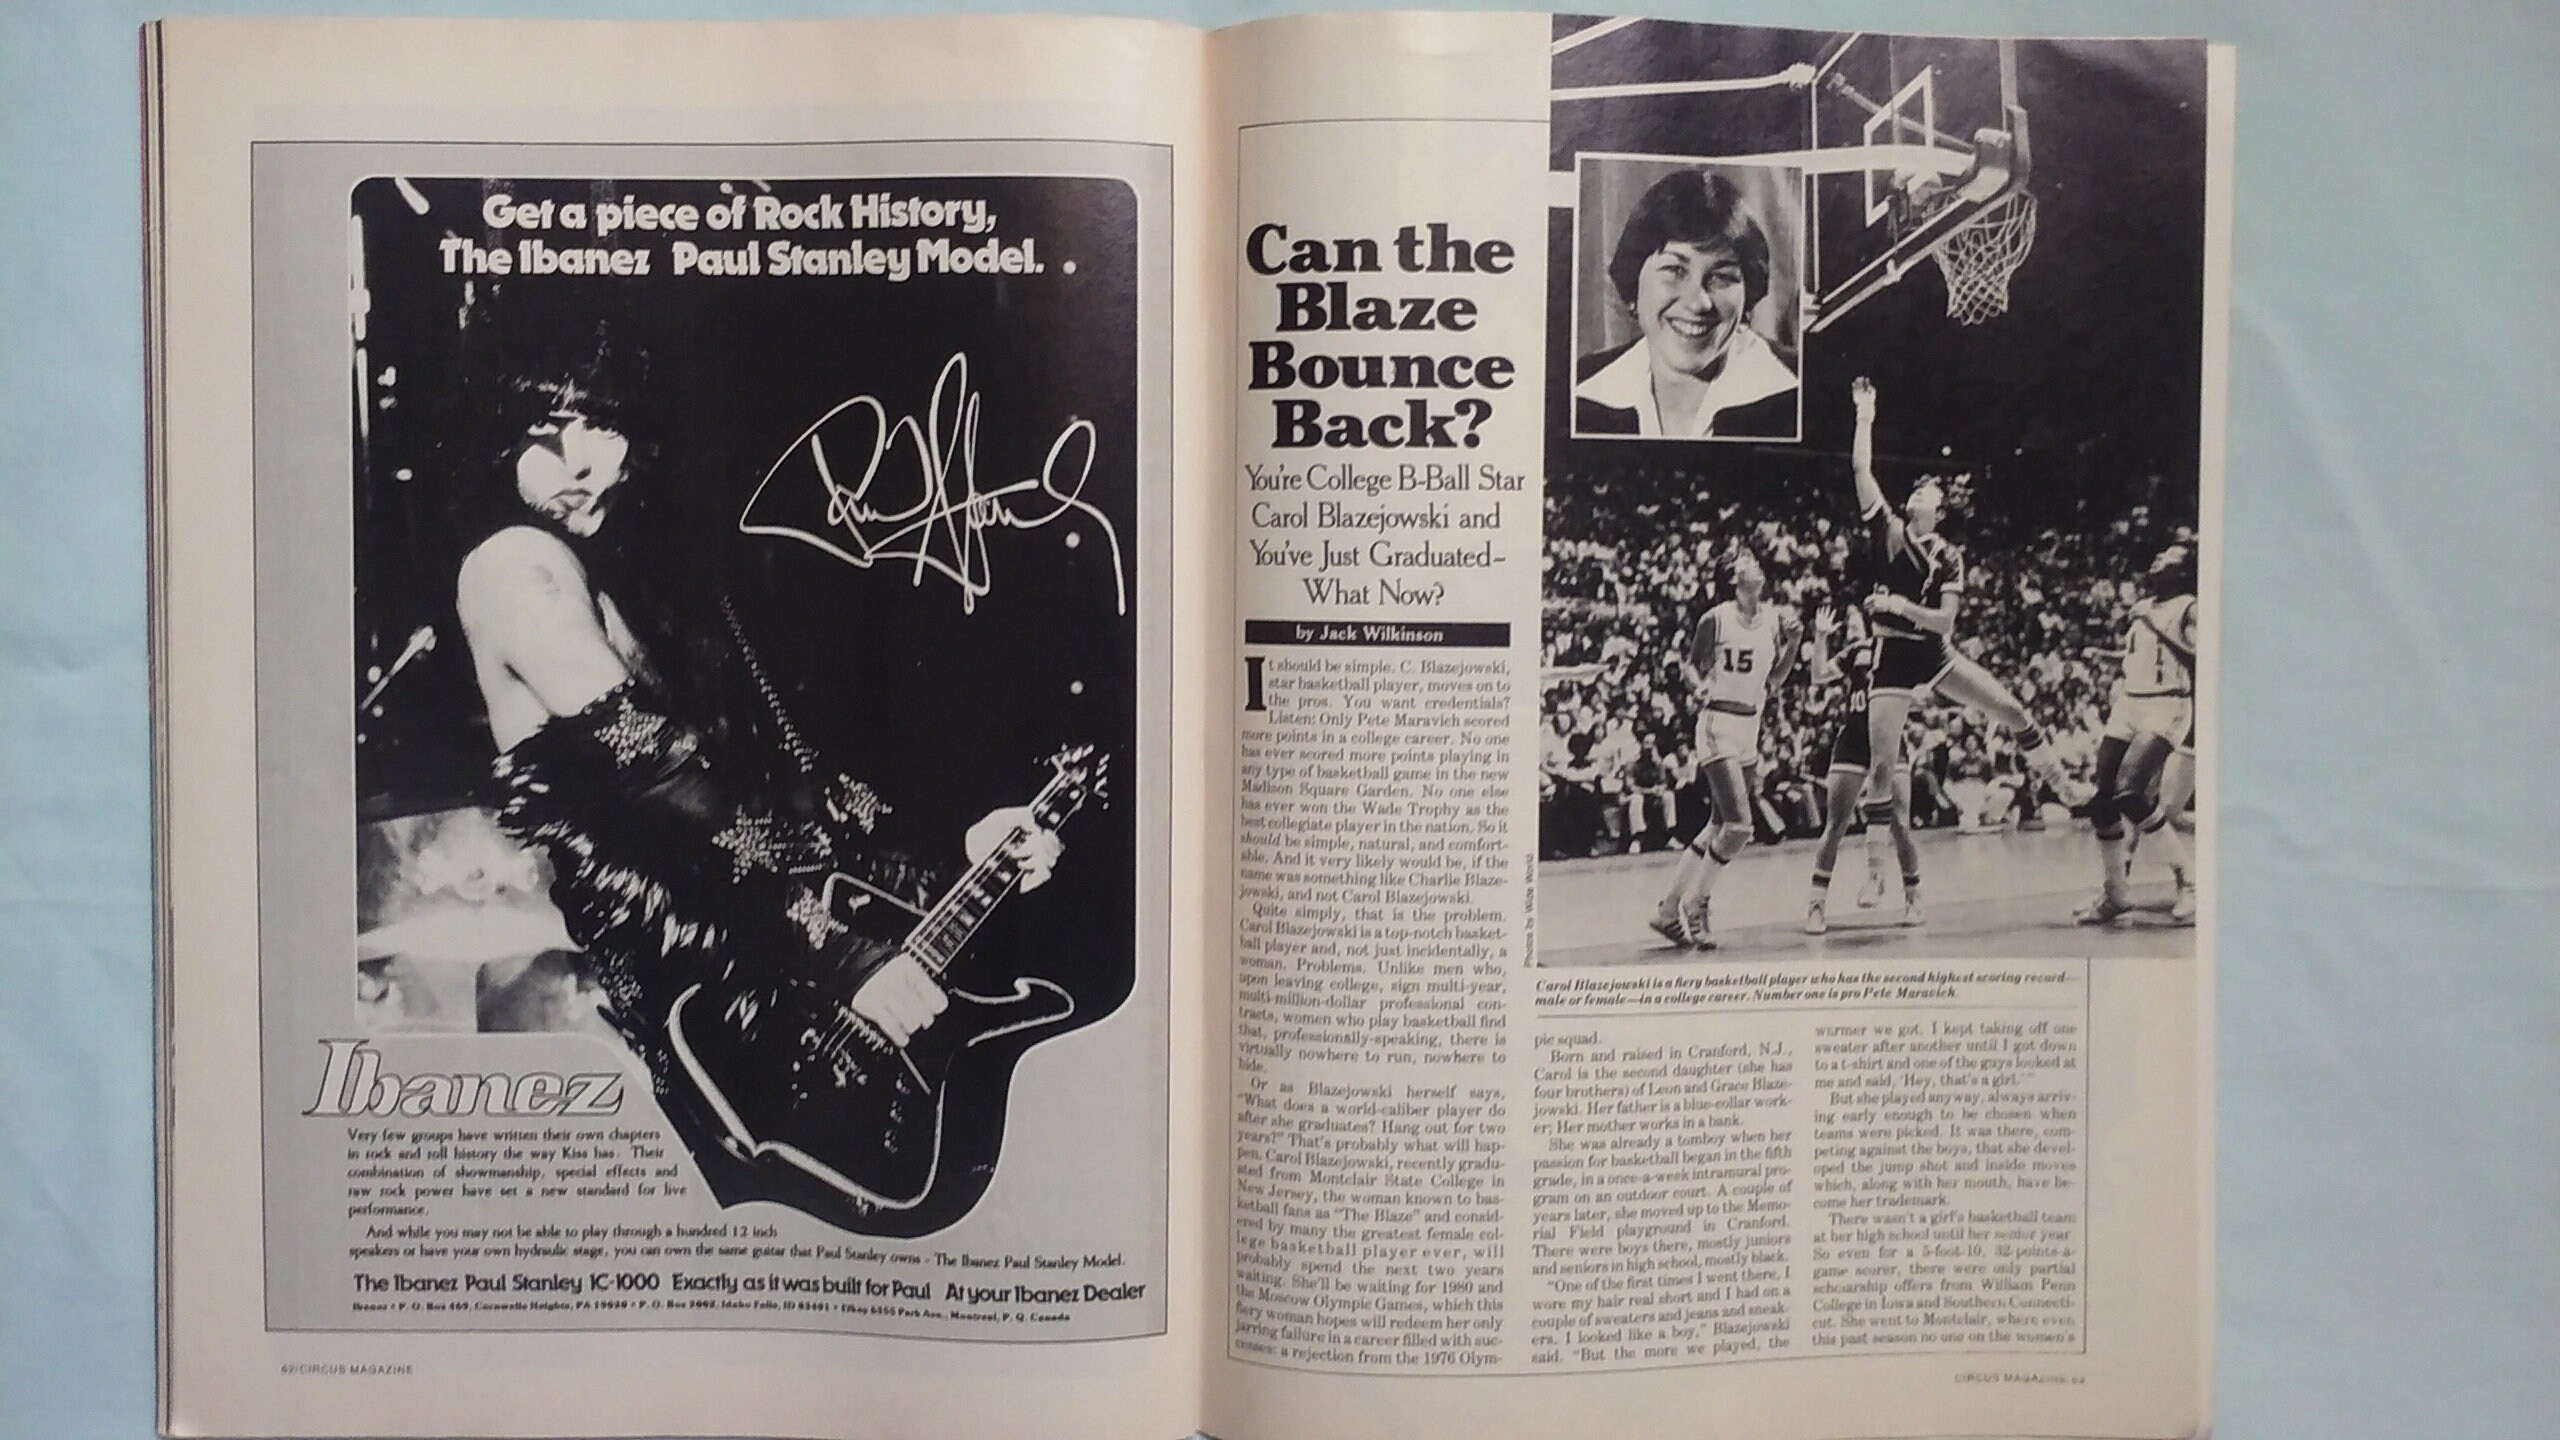 Get a piece of Rock History,
The Ibanez Paul Stanley Model.
Paul Stanley
Ibanez
Very few groups have written their own chapters
in rock and roll history the way Kiss has. Their
combination of showmanship, special effects and
raw rock power have set a new standard for live
performance.
And while you may not be able to play through a hundred 12 inch
speakers or have your own hydraulic stage, you can own the same guitar that Paul Stanley owns - The Ibanez Paul Stanley Model.
The Ibanez Paul Stanley IC-1000 Exactly as it was built for Paul At your Ibanez Dealer
Ibanez • P. O. Box 469, Cornwells Heights, PA 19020 • P. O. Box 2009, Idaho Falls, ID 83401 • Efkay 6355 Park Ave., Montreal, P. Q. Canada
62/CIRCUS MAGAZINE
Can the
Blaze
Bounce
Back?
You're College B-Ball Star
Carol Blazejowski and
You've Just Graduated–
What Now?
by Jack Wilkinson
It should be simple. C. Blazejowski,
star basketball player, moves on to
the pros. You want credentials?
Listen: Only Pete Maravich scored
more points in a college career. No one
has ever scored more points playing in
any type of basketball game in the new
Madison Square Garden. No one else
has ever won the Wade Trophy as the
best collegiate player in the nation. So it
should be simple, natural, and comfort-
able. And it very likely would be, if the
name was something like Charlie Blaze-
jowski, and not Carol Blazejowski.
Quite simply, that is the problem.
Carol Blazejowski is a top-notch basket-
ball player and, not just incidentally, a
woman. Problems. Unlike men who,
upon leaving college, sign multi-year,
multi-million-dollar professional con-
tracts, women who play basketball find
that, professionally-speaking, there is
virtually nowhere to run, nowhere to
hide.
Or as Blazejowski herself says,
"What does a world-caliber player do
after she graduates? Hang out for two
years?" That's probably what will hap-
pen. Carol Blazejowski, recently gradu-
ated from Montclair State College in
New Jersey, the woman known to bas-
ketball fans as "The Blaze" and consid-
ered by many the greatest female col-
lege basketball player ever, will
probably spend the next two years
waiting. She'll be waiting for 1980 and
the Moscow Olympic Games, which this
fiery woman hopes will redeem her only
jarring failure in a career filled with suc-
cesses: a rejection from the 1976 Olym-
Photos by Wide World
15
10
Carol Blazejowski is a fiery basketball player who has the second highest scoring record—
male or female—in a college career. Number one is pro Pete Maravich.
pic squad.
Born and raised in Cranford, N.J.,
Carol is the second daughter (she has
four brothers) of Leon and Grace Blaze-
jowski. Her father is a blue-collar work-
er; Her mother works in a bank.
She was already a tomboy when her
passion for basketball began in the fifth
grade, in a once-a-week intramural pro-
gram on an outdoor court. A couple of
years later, she moved up to the Memo-
rial Field playground in Cranford.
There were boys there, mostly juniors
and seniors in high school, mostly black.
"One of the first times I went there, I
wore my hair real short and I had on a
couple of sweaters and jeans and sneak-
ers. I looked like a boy," Blazejowski
said. "But the more we played, the
warmer we got. I kept taking off one
sweater after another until I got down
to a t-shirt and one of the guys looked at
me and said, 'Hey, that's a girl.'"
But she played anyway, always arriv-
ing early enough to be chosen when
teams were picked. It was there, com-
peting against the boys, that she devel-
oped the jump shot and inside moves
which, along with her mouth, have be-
come her trademark.
There wasn't a girl's basketball team
at her high school until her senior year.
So even for a 5-foot-10, 32-points-a-
game scorer, there were only partial
scholarship offers from William Penn
College in Iowa and Southern Connecti-
cut. She went to Montclair, where even
this past season no one on the women's
CIRCUS MAGAZINE